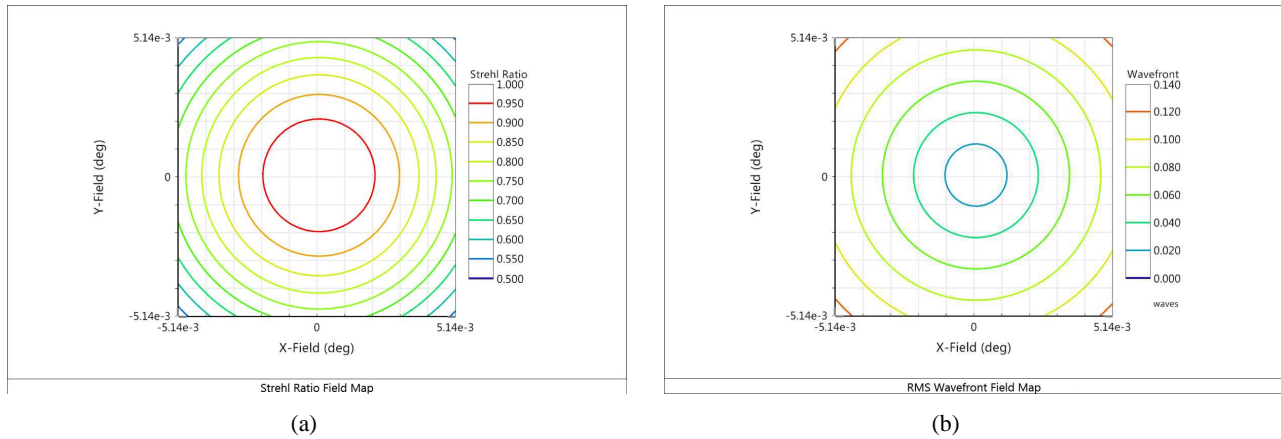 5.14e-3
0
-5.14e-3
-5.14e-3
0
5.14e-3
Y-Field (deg)
X-Field (deg)
Strehl Ratio
1.000
0.950
0.900
0.850
0.800
0.750
0.700
0.650
0.600
0.550
0.500
Strehl Ratio Field Map
(a)
5.14e-3
0
-5.14e-3
-5.14e-3
0
5.14e-3
Y-Field (deg)
X-Field (deg)
Wavefront
0.140
0.120
0.100
0.080
0.060
0.040
0.020
0.000
waves
RMS Wavefront Field Map
(b)